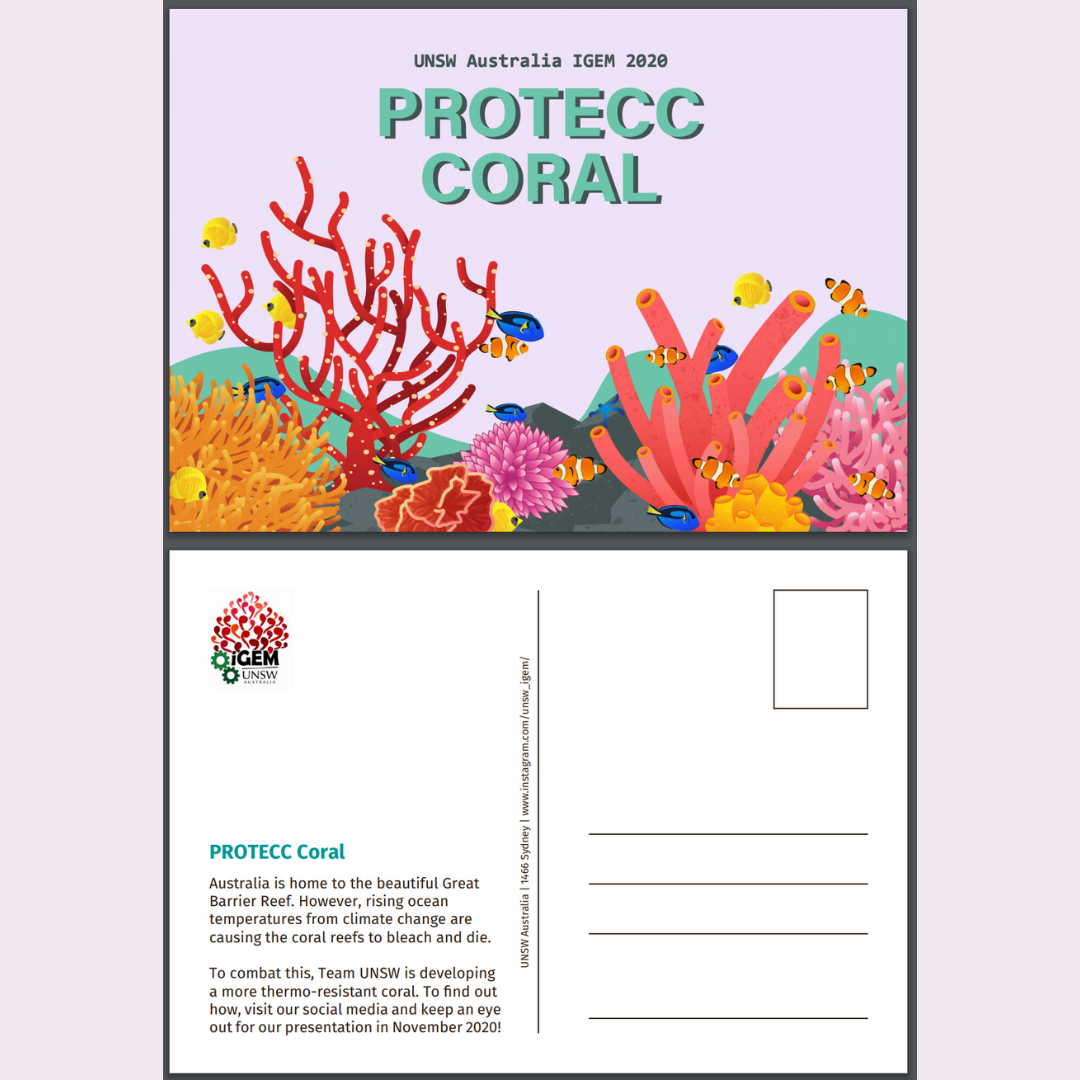 UNSW Australia IGEM 2020
PROTECC
CORAL
iGEM
UNSW
AUSTRALIA
PROTECC Coral
Australia is home to the beautiful Great
Barrier Reef. However, rising ocean
temperatures from climate change are
causing the coral reefs to bleach and die.
To combat this, Team UNSW is developing
a more thermo-resistant coral. To find out
how, visit our social media and keep an eye
out for our presentation in November 2020!
UNSW Australia | 1466 Sydney | www.instagram.com/unsw_igem/